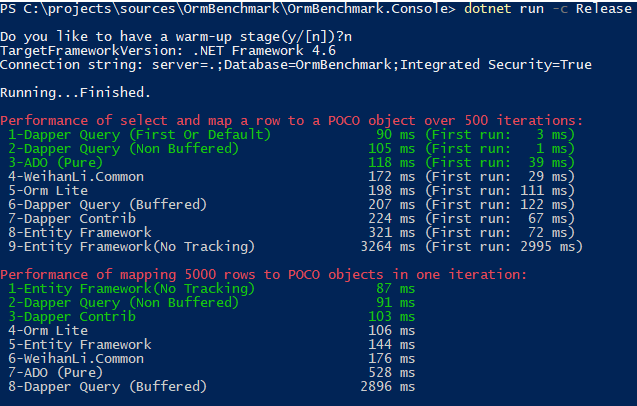 PS C:\projects\sources\OrmBenchmark\OrmBenchmark.Console> dotnet run -c Release
Do you like to have a warm-up stage(y/[n])?n
TargetFrameworkVersion: .NET Framework 4.6
Connection string: server=.;Database=OrmBenchmark;Integrated Security=True
Running...Finished.
Performance of select and map a row to a POCO object over 500 iterations:
1-Dapper Query (First Or Default) 90 ms (First run: 3 ms)
2-Dapper Query (Non Buffered) 105 ms (First run: 1 ms)
3-ADO (Pure) 118 ms (First run: 39 ms)
4-WeihanLi.Common 172 ms (First run: 29 ms)
5-Orm Lite 198 ms (First run: 111 ms)
6-Dapper Query (Buffered) 207 ms (First run: 122 ms)
7-Dapper Contrib 224 ms (First run: 67 ms)
8-Entity Framework 321 ms (First run: 72 ms)
9-Entity Framework(No Tracking) 3264 ms (First run: 2995 ms)
Performance of mapping 5000 rows to POCO objects in one iteration:
1-Entity Framework(No Tracking) 87 ms
2-Dapper Query (Non Buffered) 91 ms
3-Dapper Contrib 103 ms
4-Orm Lite 106 ms
5-Entity Framework 144 ms
6-WeihanLi.Common 176 ms
7-ADO (Pure) 528 ms
8-Dapper Query (Buffered) 2896 ms